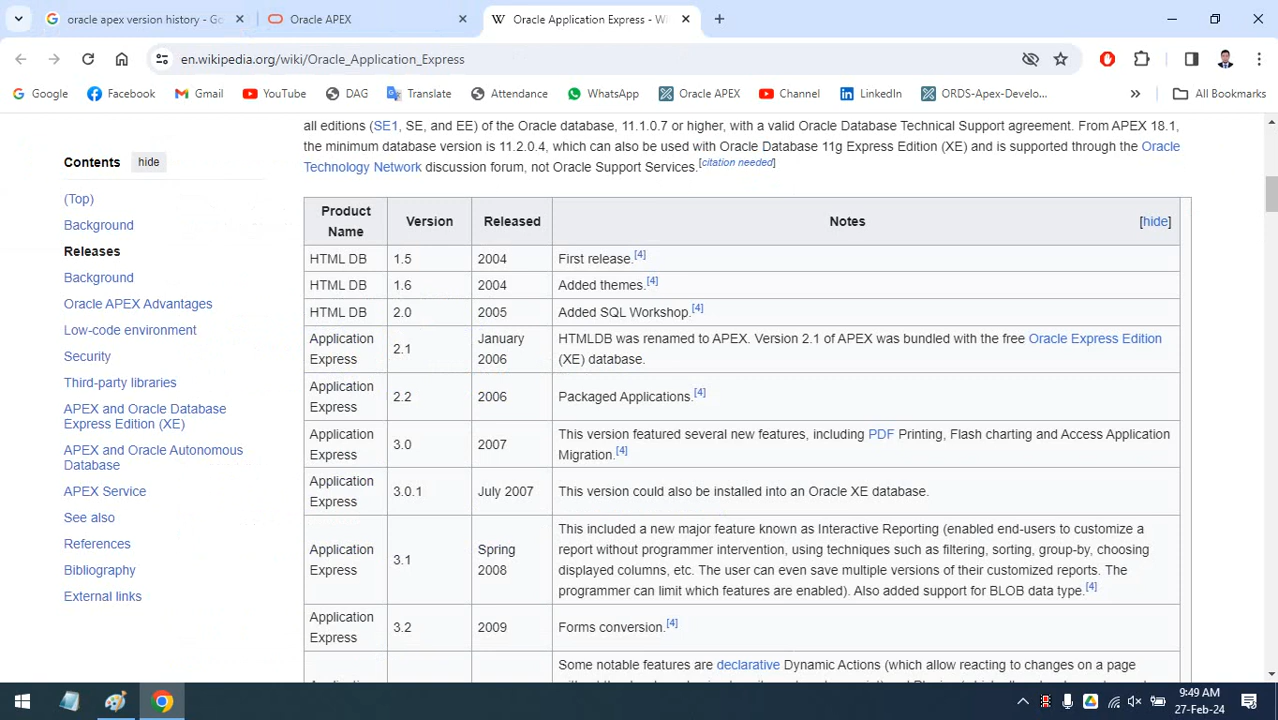 oracle apex version history - Go
Oracle APEX
Oracle Application Express - Wi
en.wikipedia.org/wiki/Oracle_Application_Express
Google
Facebook
Gmail
YouTube
DAG
Translate
Attendance
WhatsApp
Oracle APEX
Channel
LinkedIn
ORDS-Apex-Develo...
All Bookmarks
all editions (SE1, SE, and EE) of the Oracle database, 11.1.0.7 or higher, with a valid Oracle Database Technical Support agreement. From APEX 18.1,
the minimum database version is 11.2.0.4, which can also be used with Oracle Database 11g Express Edition (XE) and is supported through the Oracle
Technology Network discussion forum, not Oracle Support Services.[citation needed]
Contents hide
(Top)
Background
Releases
Background
Oracle APEX Advantages
Low-code environment
Security
Third-party libraries
APEX and Oracle Database
Express Edition (XE)
APEX and Oracle Autonomous
Database
APEX Service
See also
References
Bibliography
External links
Product
Name
Version
Released
Notes
[hide]
HTML DB 1.5 2004 First release.[4]
HTML DB 1.6 2004 Added themes.[4]
HTML DB 2.0 2005 Added SQL Workshop.[4]
Application
Express
2.1
January
2006
HTMLDB was renamed to APEX. Version 2.1 of APEX was bundled with the free Oracle Express Edition
(XE) database.
Application
Express
2.2
2006
Packaged Applications.[4]
Application
Express
3.0
2007
This version featured several new features, including PDF Printing, Flash charting and Access Application
Migration.[4]
Application
Express
3.0.1
July 2007
This version could also be installed into an Oracle XE database.
Application
Express
3.1
Spring
2008
This included a new major feature known as Interactive Reporting (enabled end-users to customize a
report without programmer intervention, using techniques such as filtering, sorting, group-by, choosing
displayed columns, etc. The user can even save multiple versions of their customized reports. The
programmer can limit which features are enabled). Also added support for BLOB data type.[4]
Application
Express
3.2
2009
Forms conversion.[4]
Some notable features are declarative Dynamic Actions (which allow reacting to changes on a page
9:49 AM
27-Feb-24